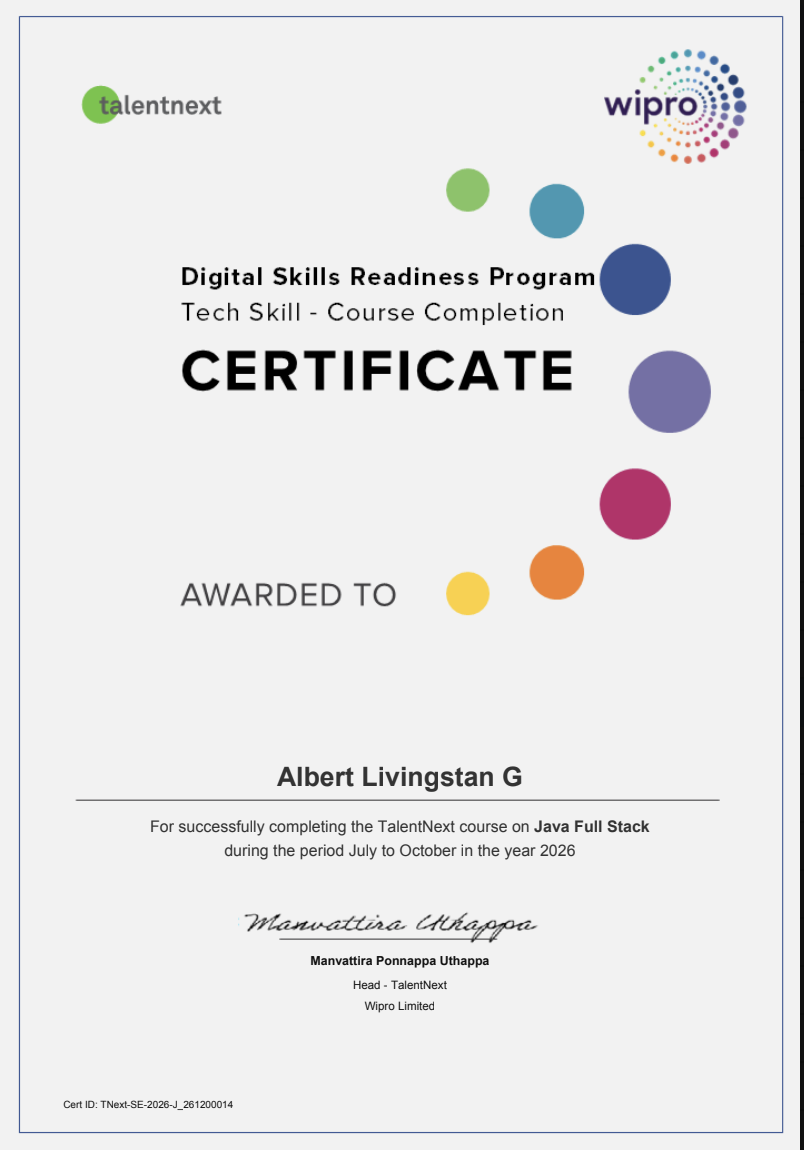 talentnext
wipro
Digital Skills Readiness Program
Tech Skill - Course Completion
CERTIFICATE
AWARDED TO
Albert Livingstan G
For successfully completing the TalentNext course on Java Full Stack
during the period July to October in the year 2026
Manvattira Uthappa
Manvattira Ponnappa Uthappa
Head - TalentNext
Wipro Limited
Cert ID: TNext-SE-2026-J_261200014